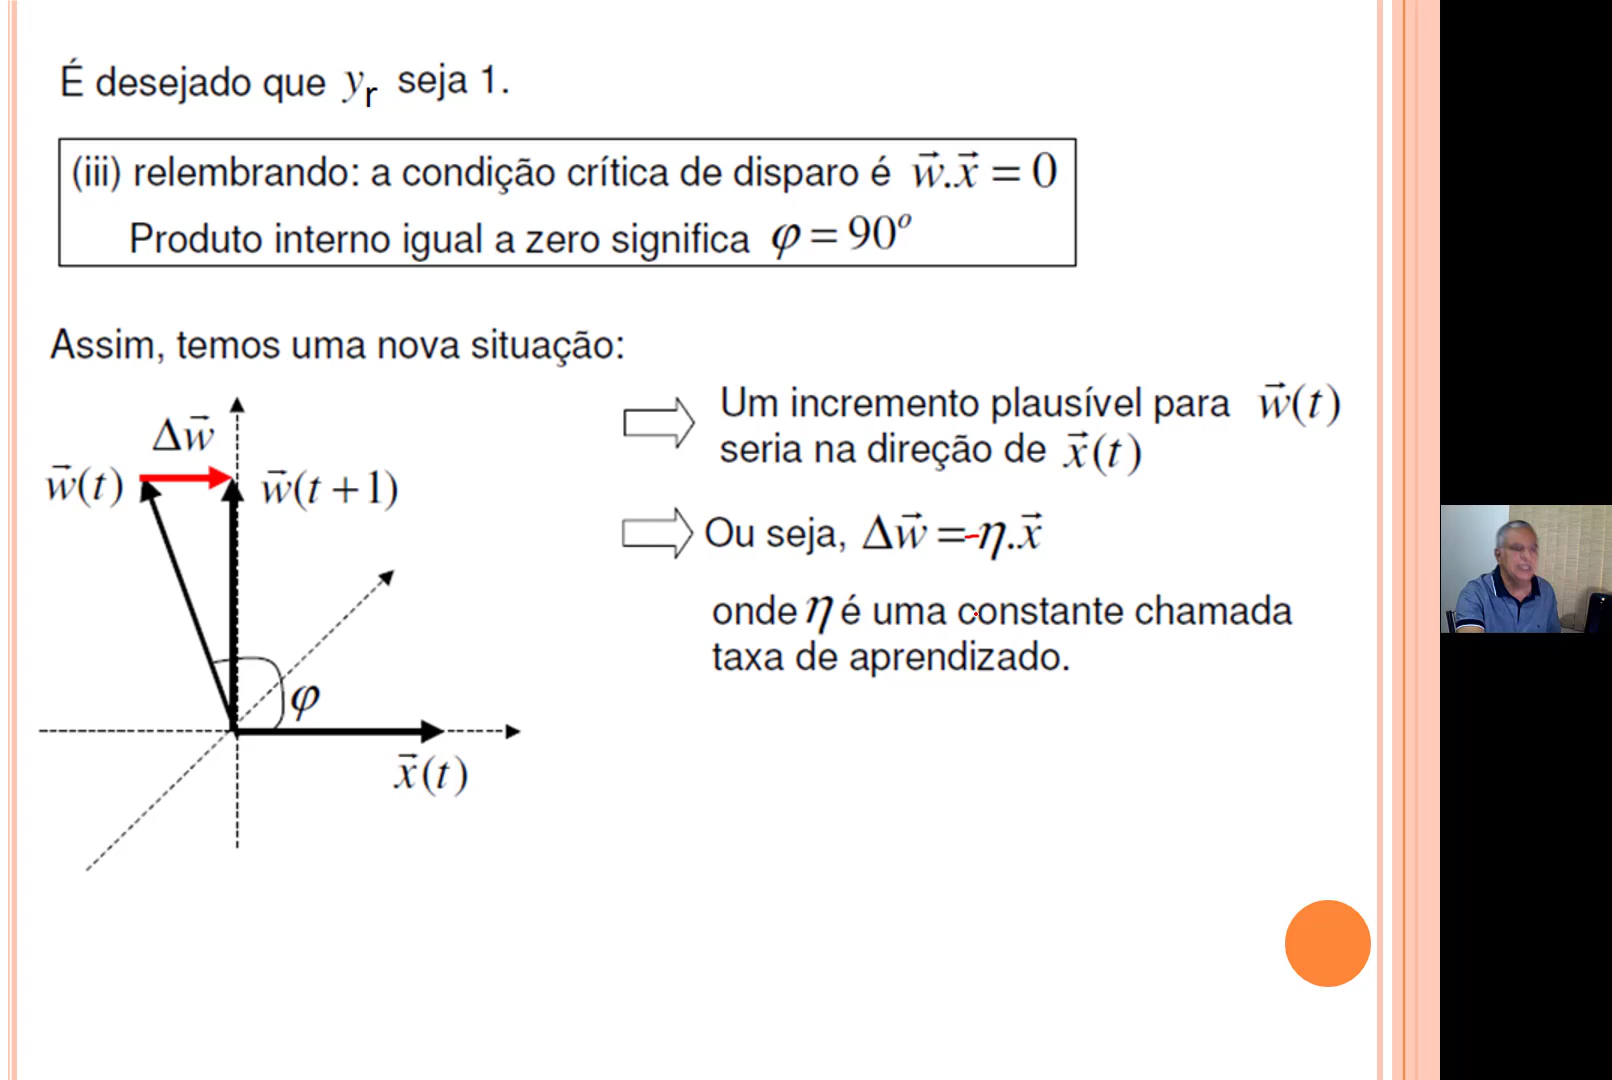 É desejado que y_r seja 1.
(iii) relembrando: a condição crítica de disparo é w⃗.x⃗ = 0
Produto interno igual a zero significa φ = 90º
Assim, temos uma nova situação:
Δw⃗
w⃗(t)
w⃗(t+1)
φ
x⃗(t)
Um incremento plausível para w⃗(t)
seria na direção de x⃗(t)
Ou seja, Δw⃗ =-η.x⃗
onde η é uma constante chamada
taxa de aprendizado.